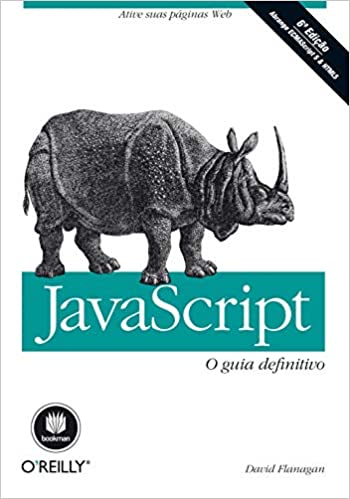 Ative suas páginas Web
6ª Edição
Abrange ECMAScript 5 & HTML5
JavaScript
O guia definitivo
bookman
O'REILLY®
David Flanagan